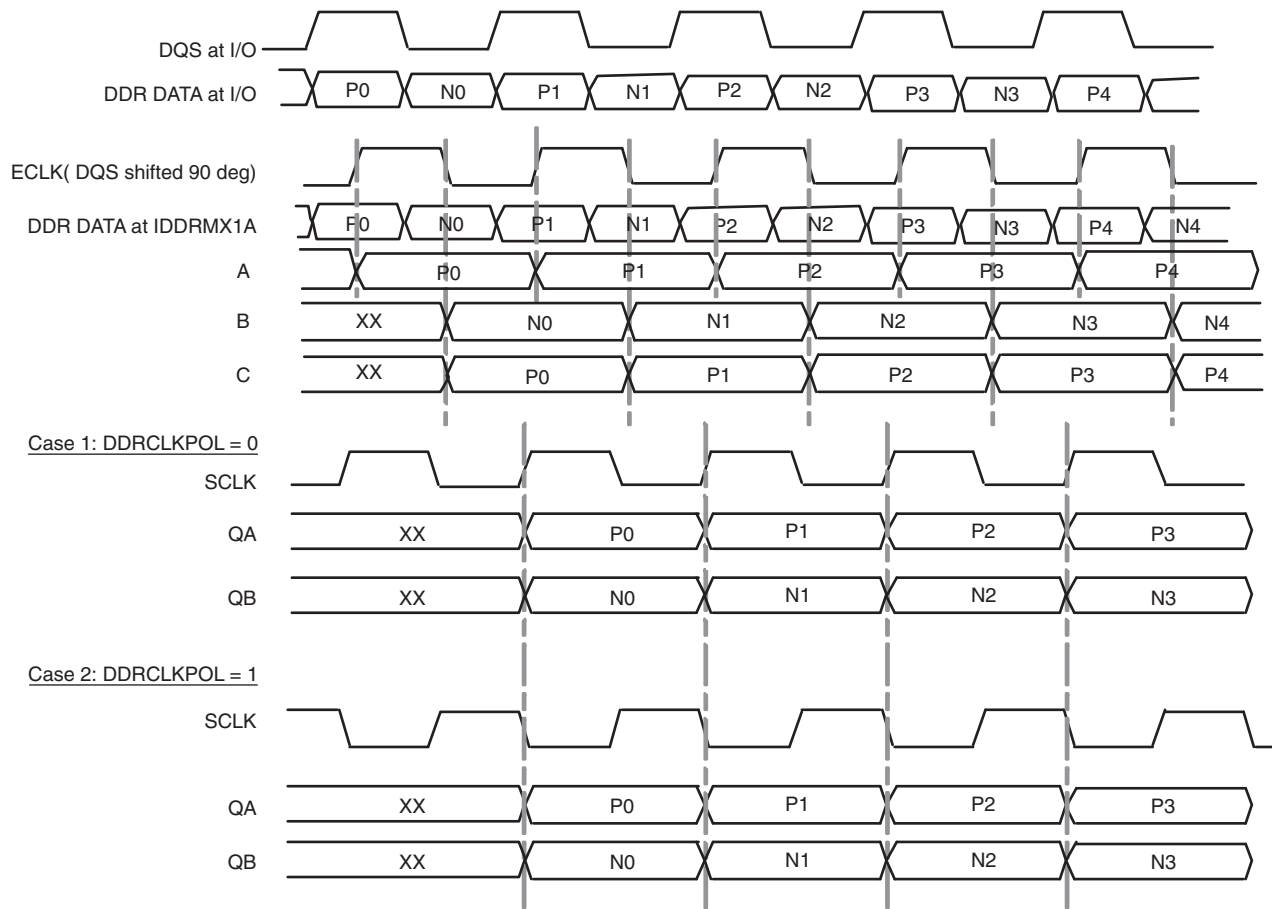 DQS at I/O
DDR DATA at I/O P0 N0 P1 N1 P2 N2 P3 N3 P4
ECLK( DQS shifted 90 deg)
DDR DATA at IDDRMX1A P0 N0 P1 N1 P2 N2 P3 N3 P4 N4
A P0 P1 P2 P3 P4
B XX N0 N1 N2 N3 N4
C XX P0 P1 P2 P3 P4
Case 1: DDRCLKPOL = 0
SCLK
QA XX P0 P1 P2 P3
QB XX N0 N1 N2 N3
Case 2: DDRCLKPOL = 1
SCLK
QA XX P0 P1 P2 P3
QB XX N0 N1 N2 N3